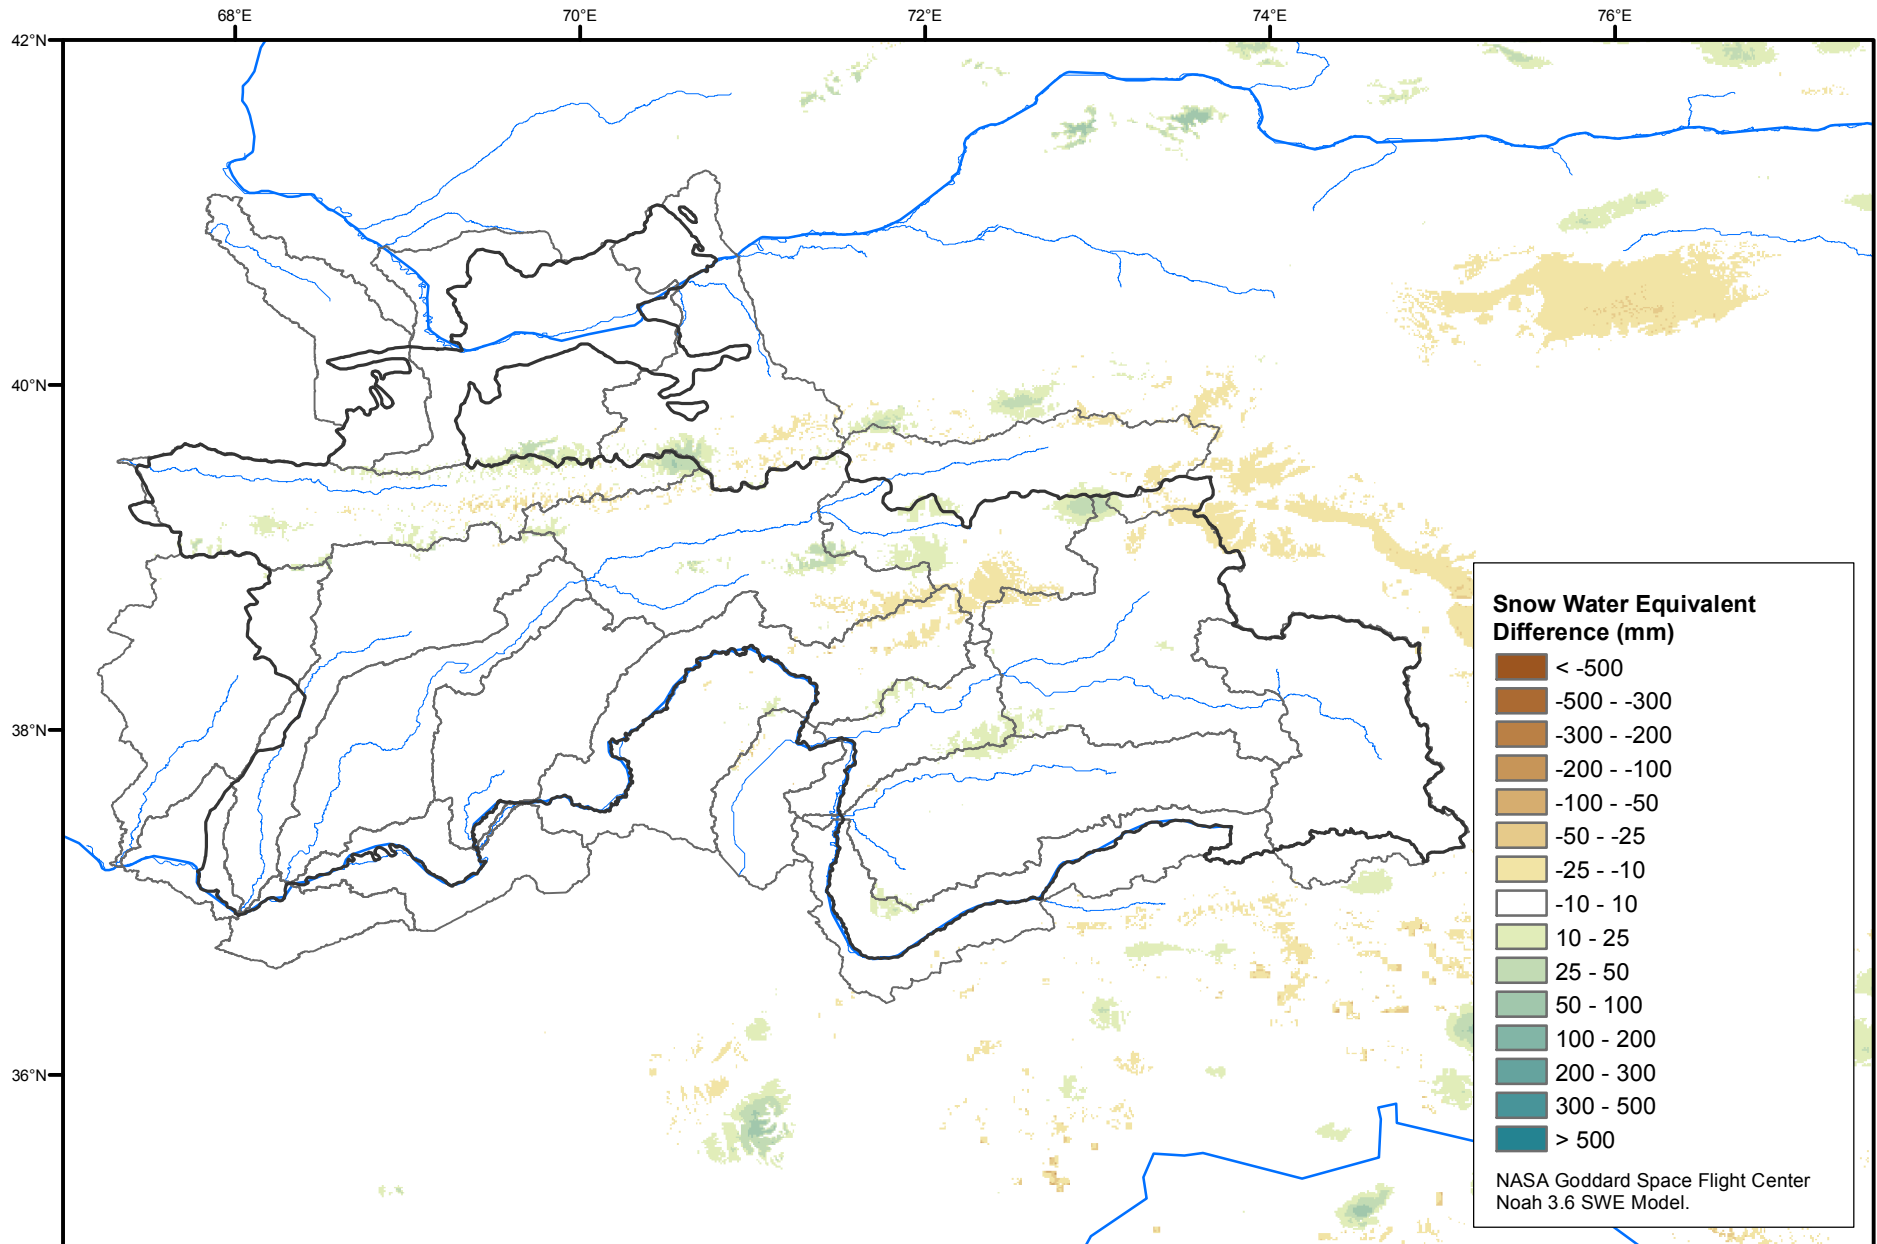 68°E 70°E 72°E 74°E 76°E
42°N
40°N
38°N
36°N
Snow Water Equivalent
Difference (mm)
< -500
-500 - -300
-300 - -200
-200 - -100
-100 - -50
-50 - -25
-25 - -10
-10 - 10
10 - 25
25 - 50
50 - 100
100 - 200
200 - 300
300 - 500
> 500
NASA Goddard Space Flight Center
Noah 3.6 SWE Model.